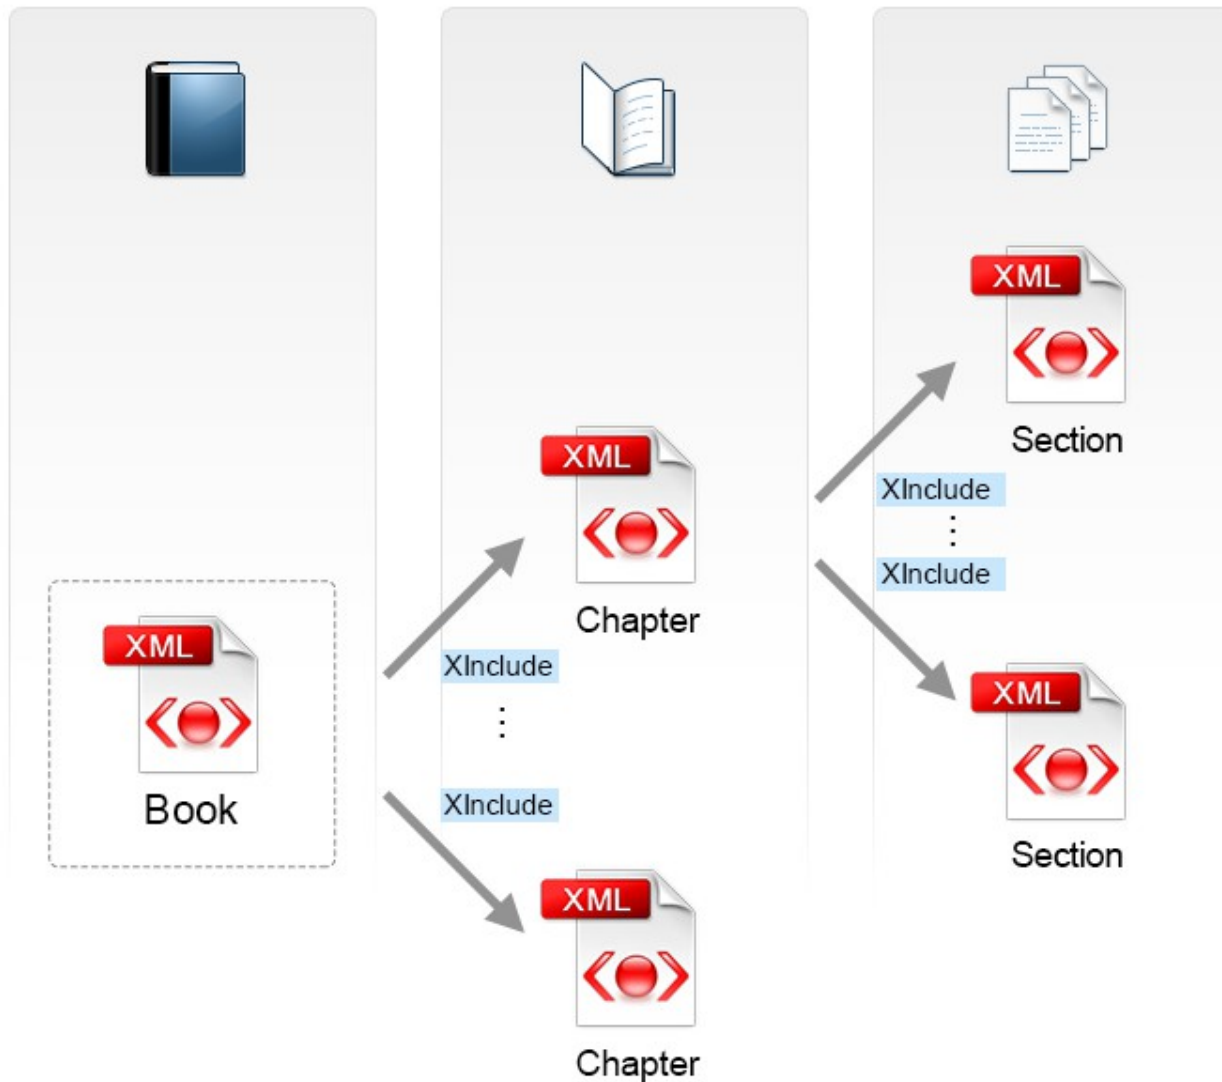 XML
Book
XML
Chapter
XInclude
⋮
XInclude
XML
Chapter
XML
Section
XInclude
⋮
XInclude
XML
Section